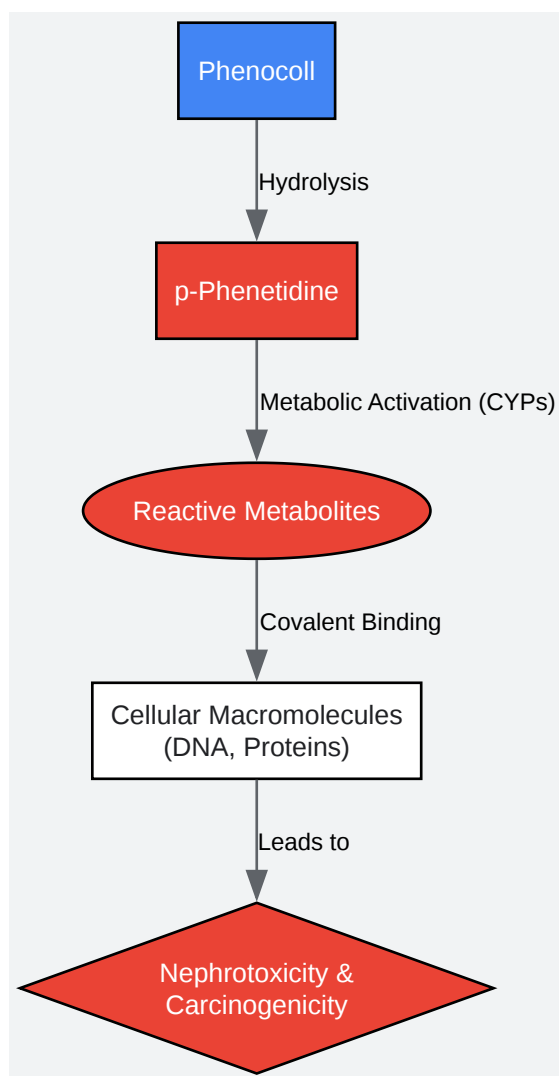 Phenocoll
Hydrolysis
p-Phenetidine
Metabolic Activation (CYPs)
Reactive Metabolites
Covalent Binding
Cellular Macromolecules
(DNA, Proteins)
Leads to
Nephrotoxicity &
Carcinogenicity